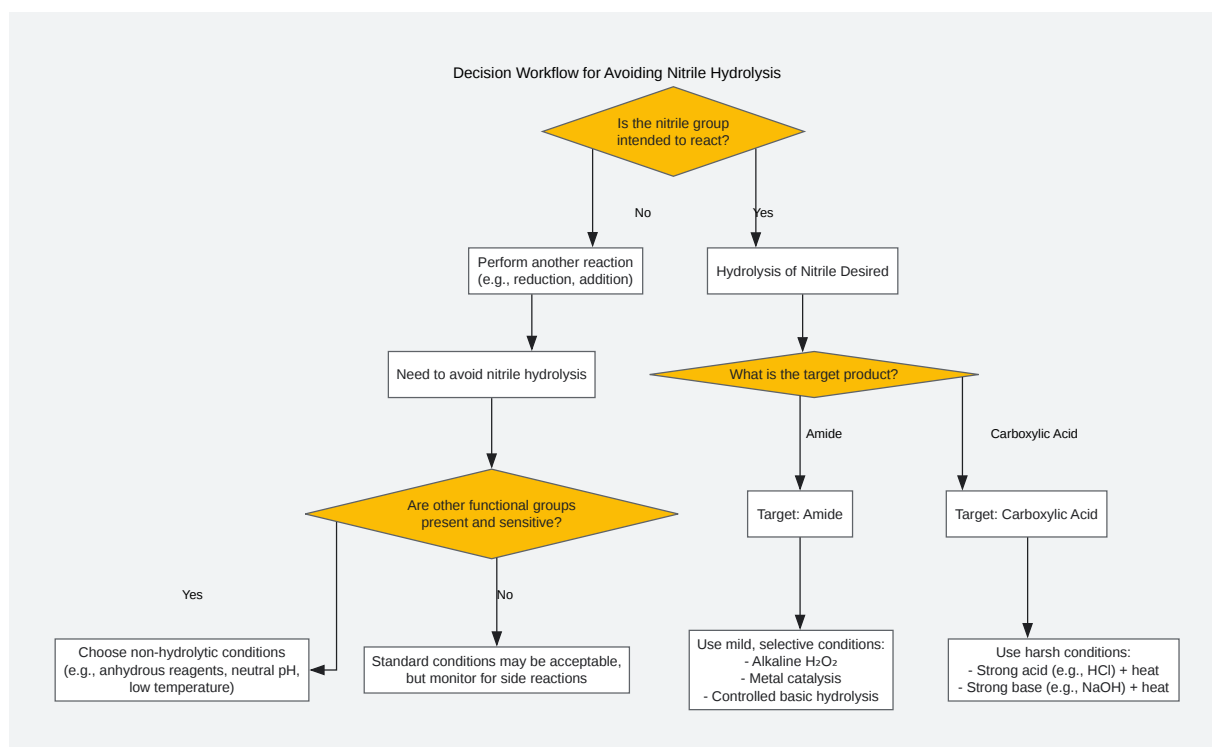 Decision Workflow for Avoiding Nitrile Hydrolysis
Is the nitrile group
intended to react?
No
Yes
Perform another reaction
(e.g., reduction, addition)
Hydrolysis of Nitrile Desired
Need to avoid nitrile hydrolysis
What is the target product?
Amide
Carboxylic Acid
Are other functional groups
present and sensitive?
Target: Amide
Target: Carboxylic Acid
Yes
No
Choose non-hydrolytic conditions
(e.g., anhydrous reagents, neutral pH,
low temperature)
Standard conditions may be acceptable,
but monitor for side reactions
Use mild, selective conditions:
- Alkaline H₂O₂
- Metal catalysis
- Controlled basic hydrolysis
Use harsh conditions:
- Strong acid (e.g., HCl) + heat
- Strong base (e.g., NaOH) + heat